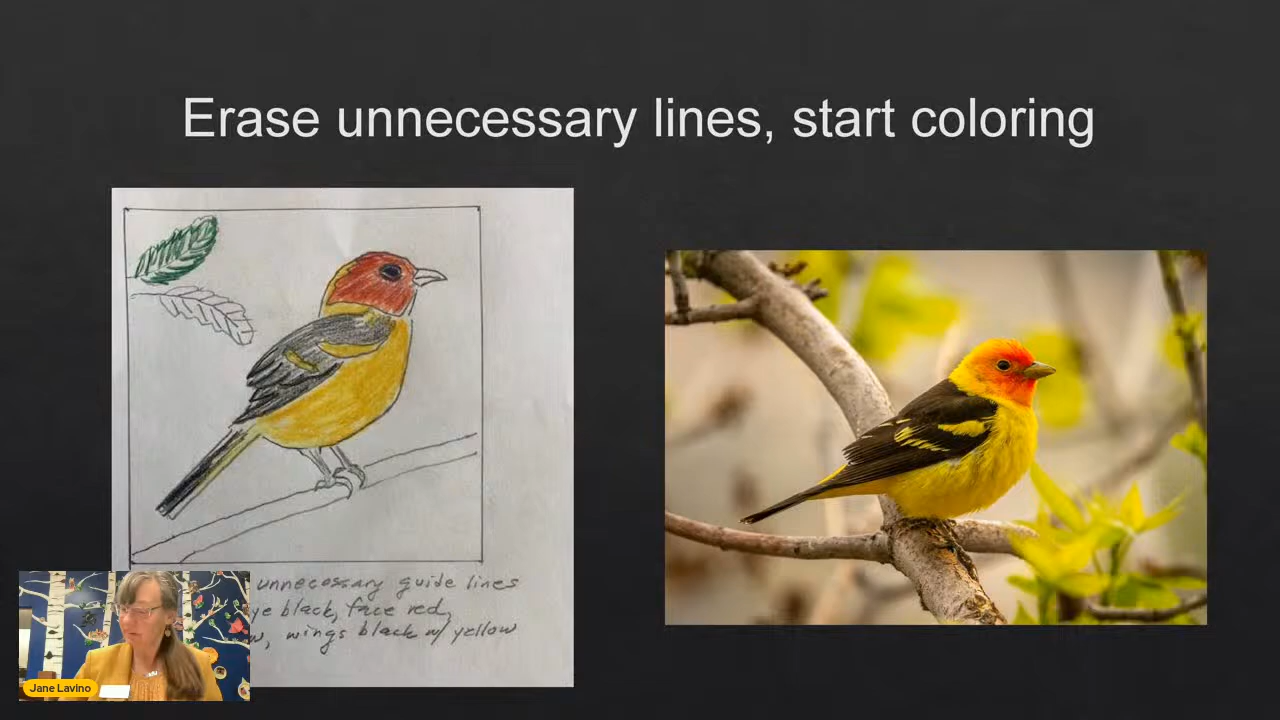 Erase unnecessary lines, start coloring
unnecessary guide lines
ye black, face red,
w, wings black w/ yellow
Jane Lavino